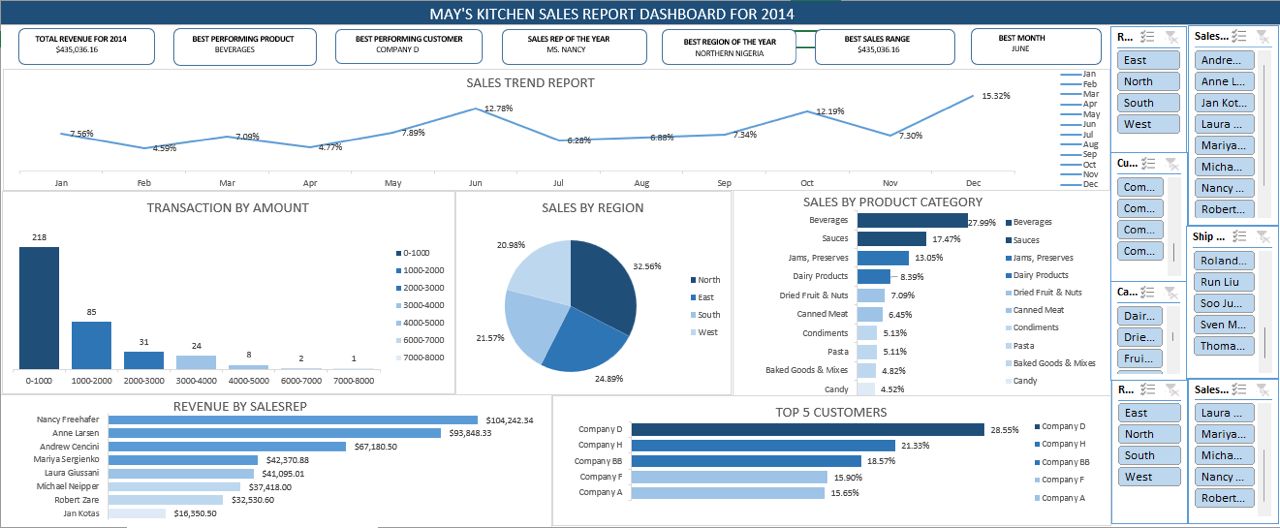 MAY'S KITCHEN SALES REPORT DASHBOARD FOR 2014
TOTAL REVENUE FOR 2014
$435,036.16
BEST PERFORMING PRODUCT
BEVERAGES
BEST PERFORMING CUSTOMER
COMPANY D
SALES REP OF THE YEAR
MS. NANCY
BEST REGION OF THE YEAR
NORTHERN NIGERIA
BEST SALES RANGE
$435,036.16
BEST MONTH
JUNE
SALES TREND REPORT
7.56%
4.59%
7.09%
4.77%
7.89%
12.78%
6.28%
6.88%
7.34%
12.19%
7.30%
15.32%
Jan Feb Mar Apr May Jun Jul Aug Sep Oct Nov Dec
Jan
Feb
Mar
Apr
May
Jun
Jul
Aug
Sep
Oct
Nov
Dec
TRANSACTION BY AMOUNT
218
85
31
24
8
2
1
0-1000 1000-2000 2000-3000 3000-4000 4000-5000 6000-7000 7000-8000
0-1000
1000-2000
2000-3000
3000-4000
4000-5000
6000-7000
7000-8000
SALES BY REGION
20.98%
32.56%
21.57%
24.89%
North
East
South
West
SALES BY PRODUCT CATEGORY
Beverages 27.99%
Sauces 17.47%
Jams, Preserves 13.05%
Dairy Products 8.39%
Dried Fruit & Nuts 7.09%
Canned Meat 6.45%
Condiments 5.13%
Pasta 5.11%
Baked Goods & Mixes 4.82%
Candy 4.52%
Beverages
Sauces
Jams, Preserves
Dairy Products
Dried Fruit & Nuts
Canned Meat
Condiments
Pasta
Baked Goods & Mixes
Candy
REVENUE BY SALESREP
Nancy Freehafer $104,242.34
Anne Larsen $93,848.33
Andrew Cencini $67,180.50
Mariya Sergienko $42,370.88
Laura Giussani $41,095.01
Michael Neipper $37,418.00
Robert Zare $32,530.60
Jan Kotas $16,350.50
TOP 5 CUSTOMERS
Company D 28.55%
Company H 21.33%
Company BB 18.57%
Company F 15.90%
Company A 15.65%
Company D
Company H
Company BB
Company F
Company A
R...
East
North
South
West
Cu...
Com...
Com...
Com...
Com...
Ca...
Dair...
Drie...
Frui...
R...
East
North
South
West
Sales...
Andre...
Anne L...
Jan Kot...
Laura ...
Mariya...
Micha...
Nancy ...
Robert...
Ship ...
Roland...
Run Liu
Soo Ju...
Sven M...
Thoma...
Sales...
Laura ...
Mariya...
Micha...
Nancy ...
Robert...